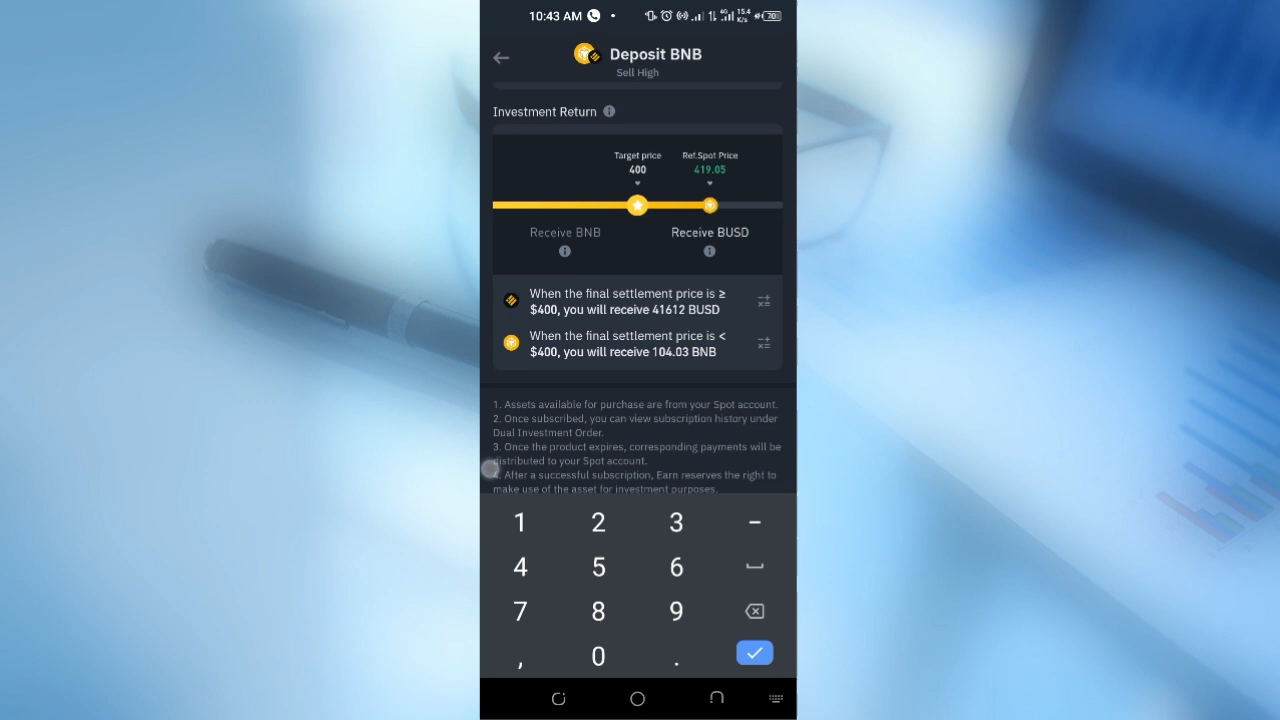 10:43 AM
4G 15.4 K/s 70
Deposit BNB
Sell High
Investment Return
Target price Ref.Spot Price
400 419.05
Receive BNB Receive BUSD
When the final settlement price is ≥
$400, you will receive 41612 BUSD
When the final settlement price is <
$400, you will receive 104.03 BNB
1. Assets available for purchase are from your Spot account.
2. Once subscribed, you can view subscription history under
Dual Investment Order.
3. Once the product expires, corresponding payments will be
distributed to your Spot account.
4. After a successful subscription, Earn reserves the right to
make use of the asset for investment purposes.
1 2 3 -
4 5 6
7 8 9
, 0 .